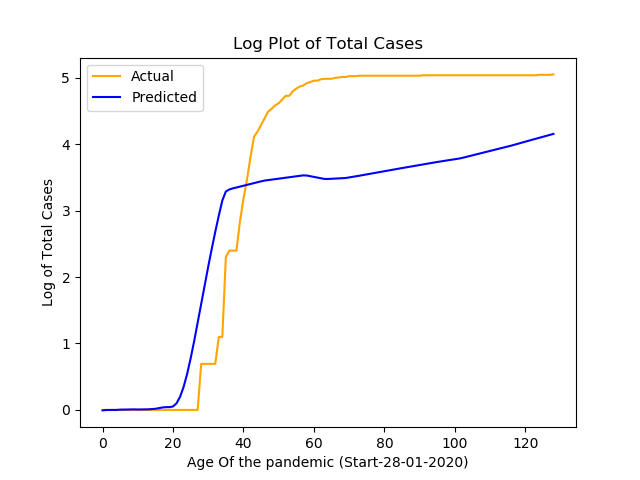 Log Plot of Total Cases
Actual
Predicted
5
4
3
2
1
0
Log of Total Cases
0 20 40 60 80 100 120
Age Of the pandemic (Start-28-01-2020)